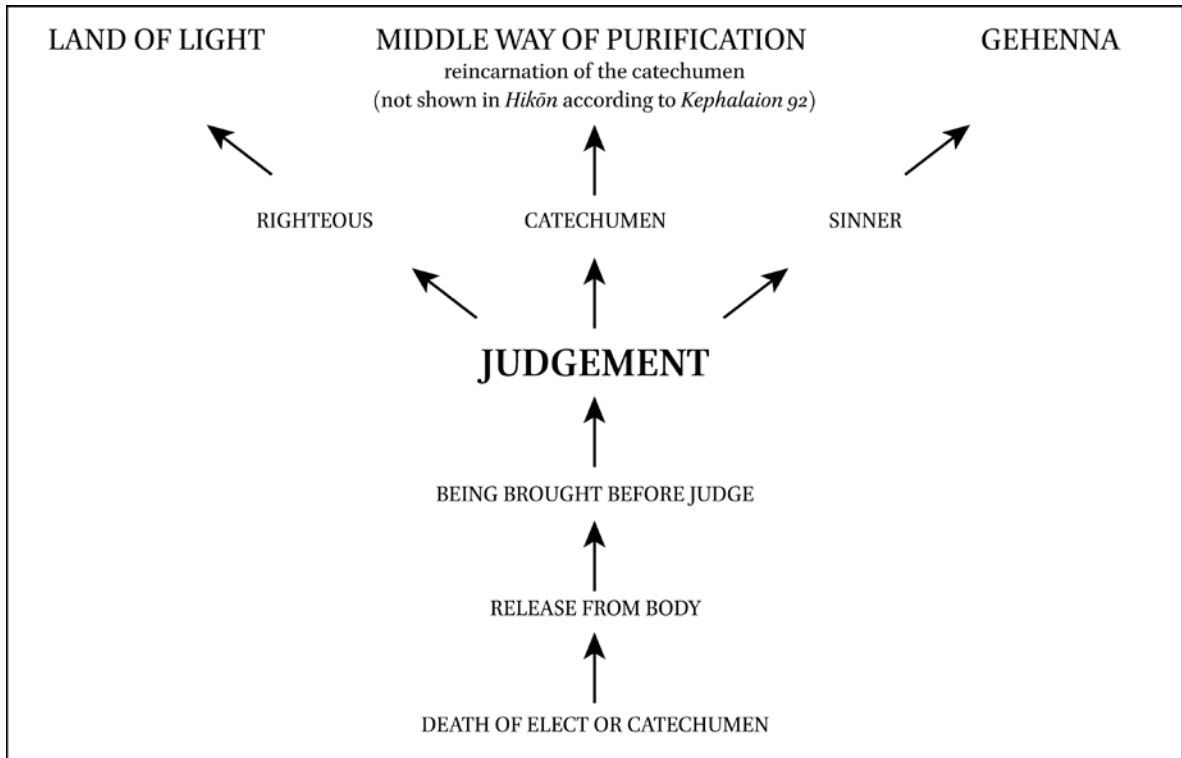 LAND OF LIGHT
MIDDLE WAY OF PURIFICATION
reincarnation of the catechumen
(not shown in Hikōn according to Kephalaion 92)
GEHENNA
RIGHTEOUS
CATECHUMEN
SINNER
JUDGEMENT
BEING BROUGHT BEFORE JUDGE
RELEASE FROM BODY
DEATH OF ELECT OR CATECHUMEN